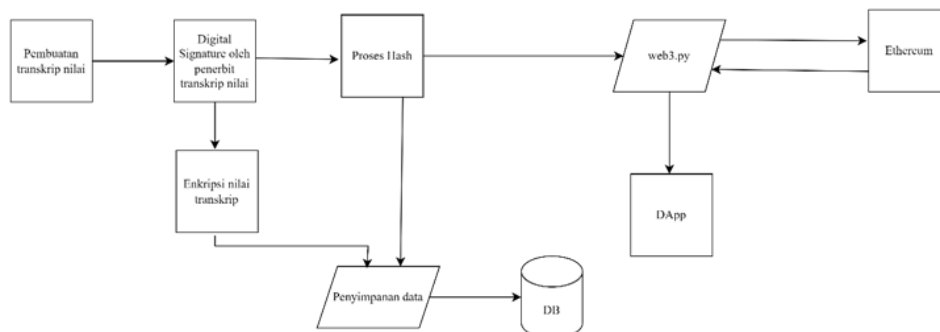 Pembuatan
transkrip nilai
Digital
Signature oleh
penerbit
transkrip nilai
Proses Hash
web3.py
Ethereum
Enkripsi nilai
transkrip
DApp
Penyimpanan data
DB